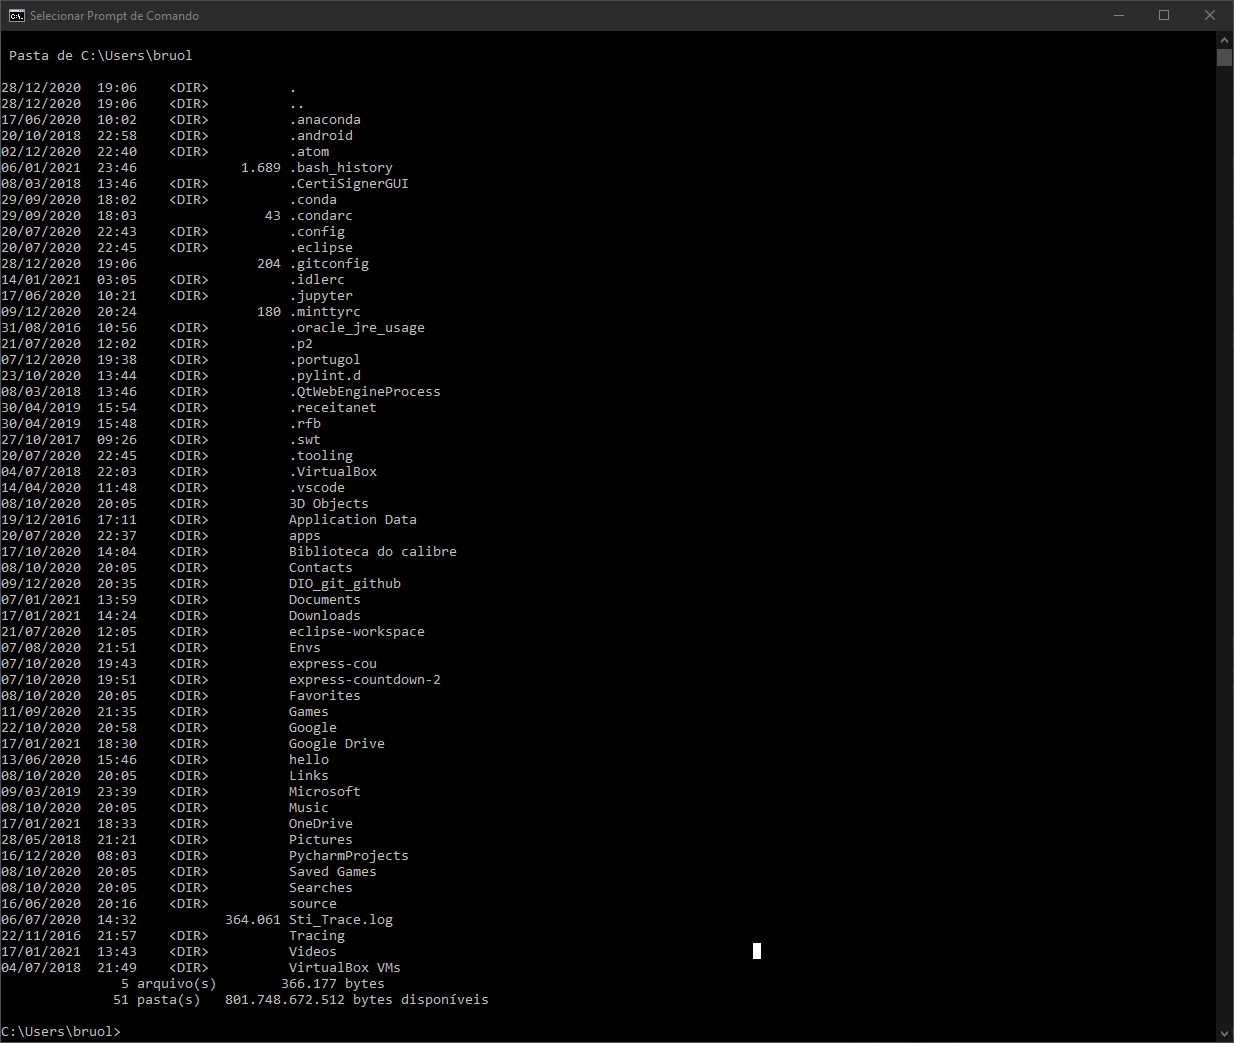 Selecionar Prompt de Comando
Pasta de C:\Users\bruol
28/12/2020  19:06    <DIR>          .
28/12/2020  19:06    <DIR>          ..
17/06/2020  10:02    <DIR>          .anaconda
20/10/2018  22:58    <DIR>          .android
02/12/2020  22:40    <DIR>          .atom
06/01/2021  23:46             1.689 .bash_history
08/03/2018  13:46    <DIR>          .CertiSignerGUI
29/09/2020  18:02    <DIR>          .conda
29/09/2020  18:03                43 .condarc
20/07/2020  22:43    <DIR>          .config
20/07/2020  22:45    <DIR>          .eclipse
28/12/2020  19:06               204 .gitconfig
14/01/2021  03:05    <DIR>          .idlerc
17/06/2020  10:21    <DIR>          .jupyter
09/12/2020  20:24               180 .minttyrc
31/08/2016  10:56    <DIR>          .oracle_jre_usage
21/07/2020  12:02    <DIR>          .p2
07/12/2020  19:38    <DIR>          .portugol
23/10/2020  13:44    <DIR>          .pylint.d
08/03/2018  13:46    <DIR>          .QtWebEngineProcess
30/04/2019  15:54    <DIR>          .receitanet
30/04/2019  15:48    <DIR>          .rfb
27/10/2017  09:26    <DIR>          .swt
20/07/2020  22:45    <DIR>          .tooling
04/07/2018  22:03    <DIR>          .VirtualBox
14/04/2020  11:48    <DIR>          .vscode
08/10/2020  20:05    <DIR>          3D Objects
19/12/2016  17:11    <DIR>          Application Data
20/07/2020  22:37    <DIR>          apps
17/10/2020  14:04    <DIR>          Biblioteca do calibre
08/10/2020  20:05    <DIR>          Contacts
09/12/2020  20:35    <DIR>          DIO_git_github
07/01/2021  13:59    <DIR>          Documents
17/01/2021  14:24    <DIR>          Downloads
21/07/2020  12:05    <DIR>          eclipse-workspace
07/08/2020  21:51    <DIR>          Envs
07/10/2020  19:43    <DIR>          express-cou
07/10/2020  19:51    <DIR>          express-countdown-2
08/10/2020  20:05    <DIR>          Favorites
11/09/2020  21:35    <DIR>          Games
22/10/2020  20:58    <DIR>          Google
17/01/2021  18:30    <DIR>          Google Drive
13/06/2020  15:46    <DIR>          hello
08/10/2020  20:05    <DIR>          Links
09/03/2019  23:39    <DIR>          Microsoft
08/10/2020  20:05    <DIR>          Music
17/01/2021  18:33    <DIR>          OneDrive
28/05/2018  21:21    <DIR>          Pictures
16/12/2020  08:03    <DIR>          PycharmProjects
08/10/2020  20:05    <DIR>          Saved Games
08/10/2020  20:05    <DIR>          Searches
16/06/2020  20:16    <DIR>          source
06/07/2020  14:32           364.061 Sti_Trace.log
22/11/2016  21:57    <DIR>          Tracing
17/01/2021  13:43    <DIR>          Videos
04/07/2018  21:49    <DIR>          VirtualBox VMs
5 arquivo(s)        366.177 bytes
51 pasta(s)   801.748.672.512 bytes disponíveis
C:\Users\bruol>